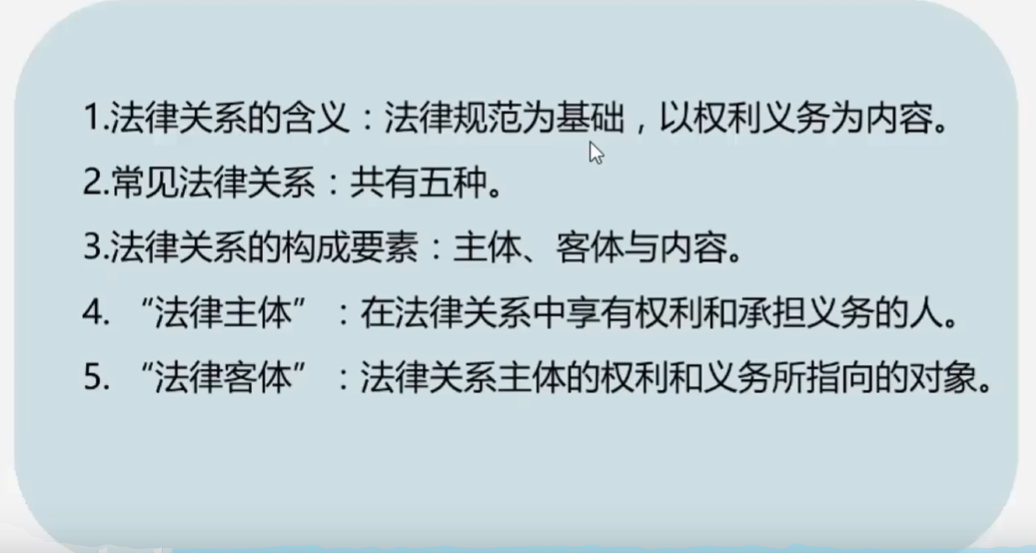 1.法律关系的含义：法律规范为基础，以权利义务为内容。
2.常见法律关系：共有五种。
3.法律关系的构成要素：主体、客体与内容。
4. “法律主体”：在法律关系中享有权利和承担义务的人。
5. “法律客体”：法律关系主体的权利和义务所指向的对象。